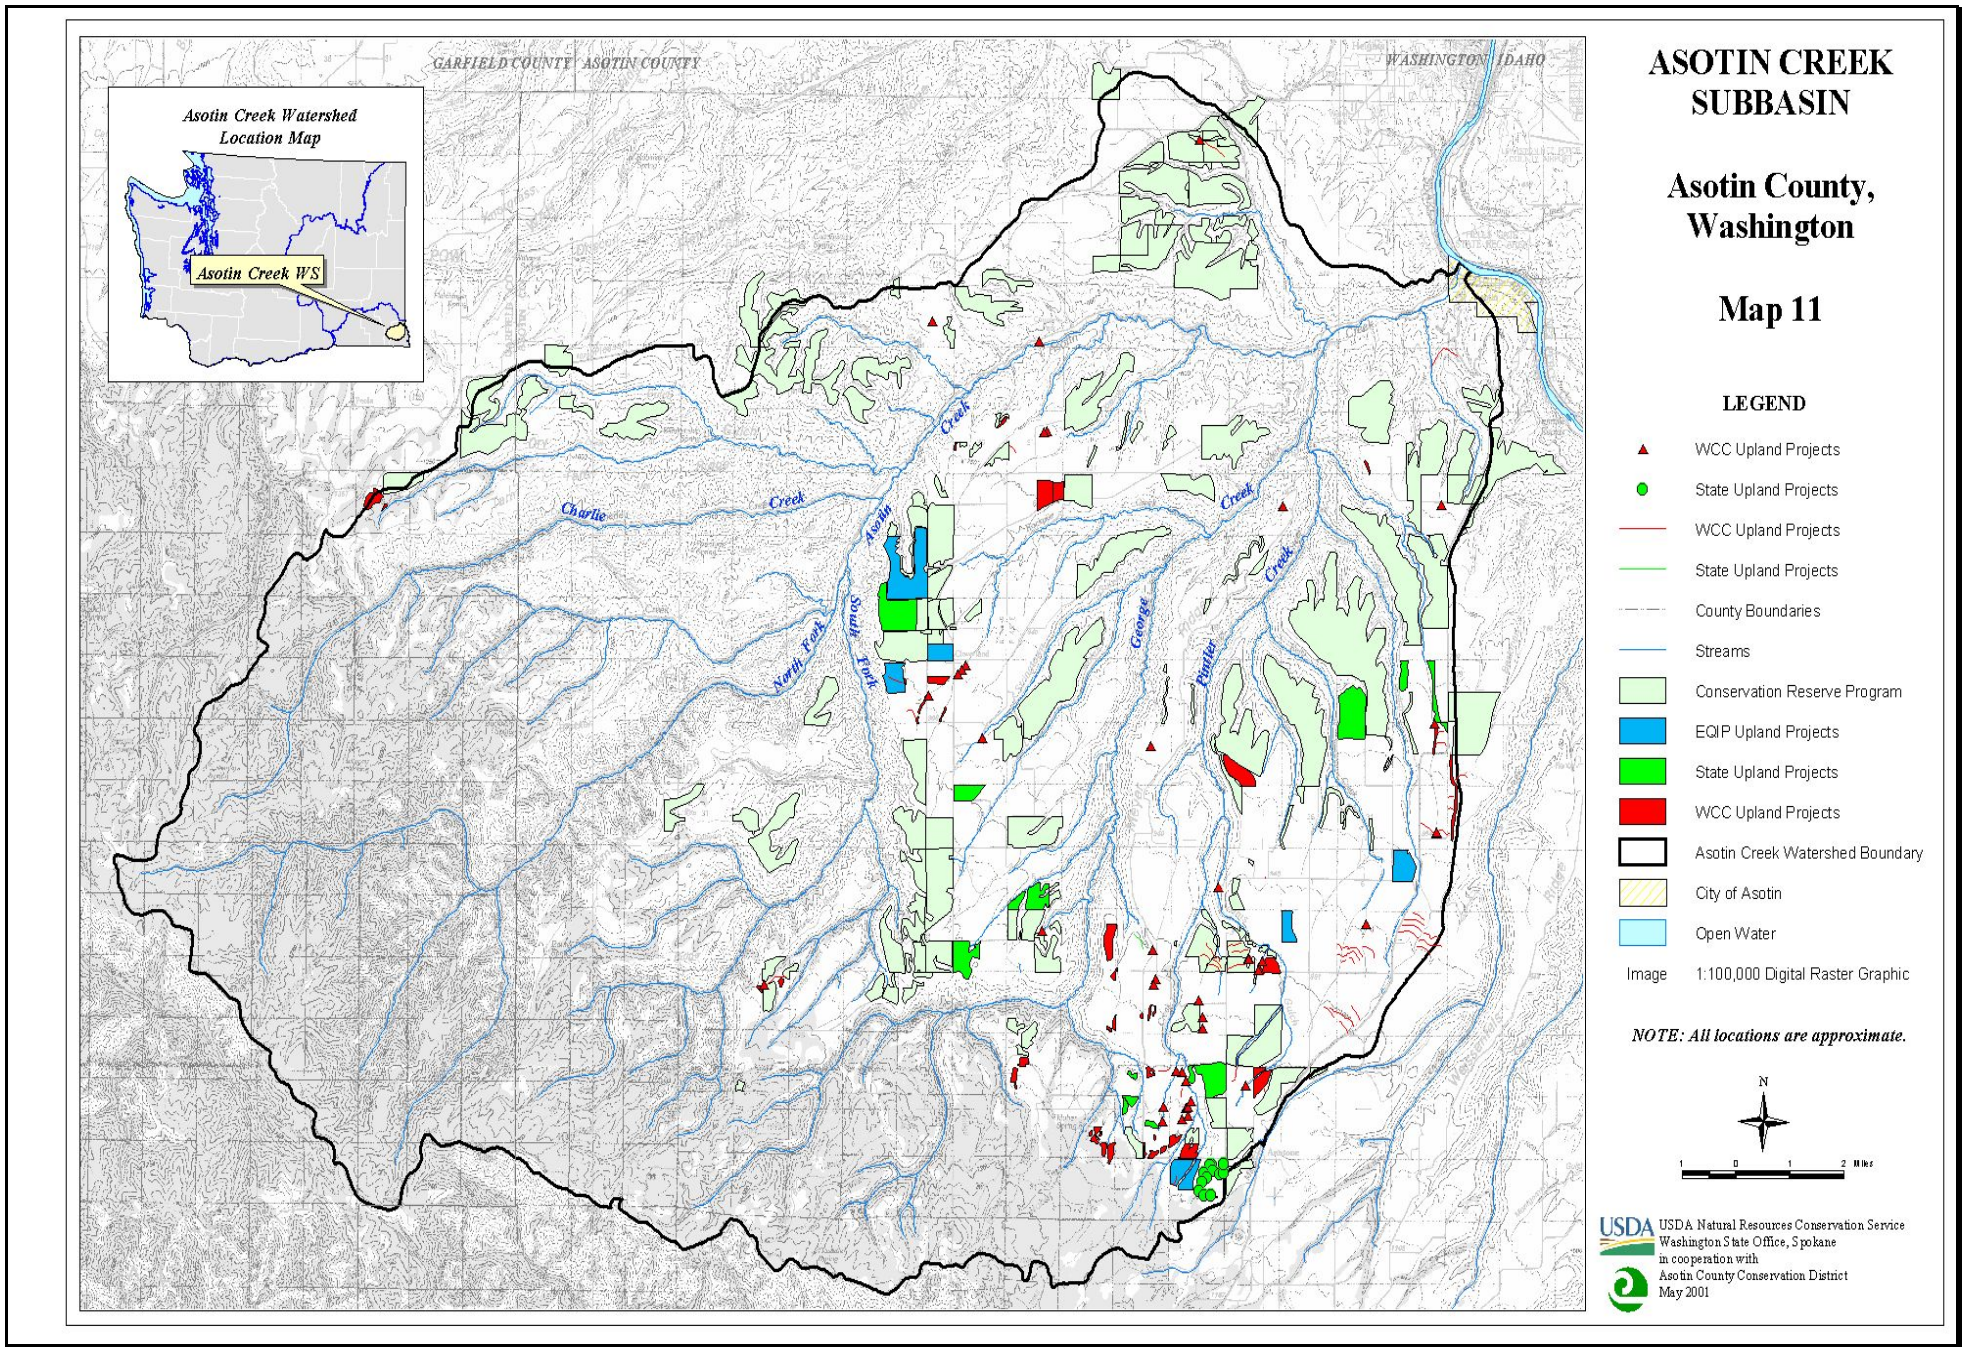 GARFIELD COUNTY ASOTIN COUNTY
WASHINGTON IDAHO
Asotin Creek Watershed
Location Map
Asotin Creek WS
Creek
Charlie
Creek
Asotin
Creek
Creek
North Fork
South
Fork
George
Pintler
ASOTIN CREEK
SUBBASIN
Asotin County,
Washington
Map 11
LEGEND
WCC Upland Projects
State Upland Projects
WCC Upland Projects
State Upland Projects
County Boundaries
Streams
Conservation Reserve Program
EQIP Upland Projects
State Upland Projects
WCC Upland Projects
Asotin Creek Watershed Boundary
City of Asotin
Open Water
Image 1:100,000 Digital Raster Graphic
NOTE: All locations are approximate.
N
1 0 1 2 Miles
USDA
USDA Natural Resources Conservation Service
Washington State Office, Spokane
in cooperation with
Asotin County Conservation District
May 2001